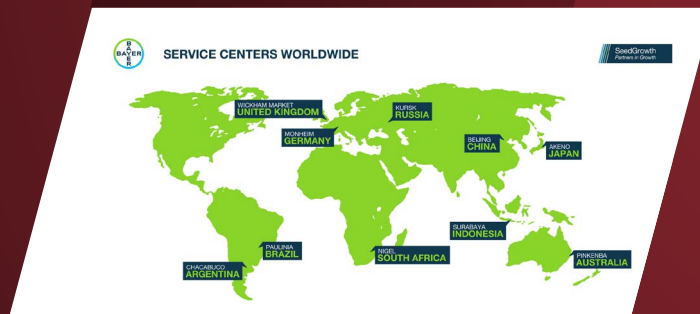 BAYER
BAYER
SERVICE CENTERS WORLDWIDE
SeedGrowth
Partners in Growth
WICKHAM MARKET
UNITED KINGDOM
KURSK
RUSSIA
MONHEIM
GERMANY
BEIJING
CHINA
AKENO
JAPAN
SURABAYA
INDONESIA
PAULINIA
BRAZIL
NIGEL
SOUTH AFRICA
PINKENBA
AUSTRALIA
CHACABUCO
ARGENTINA